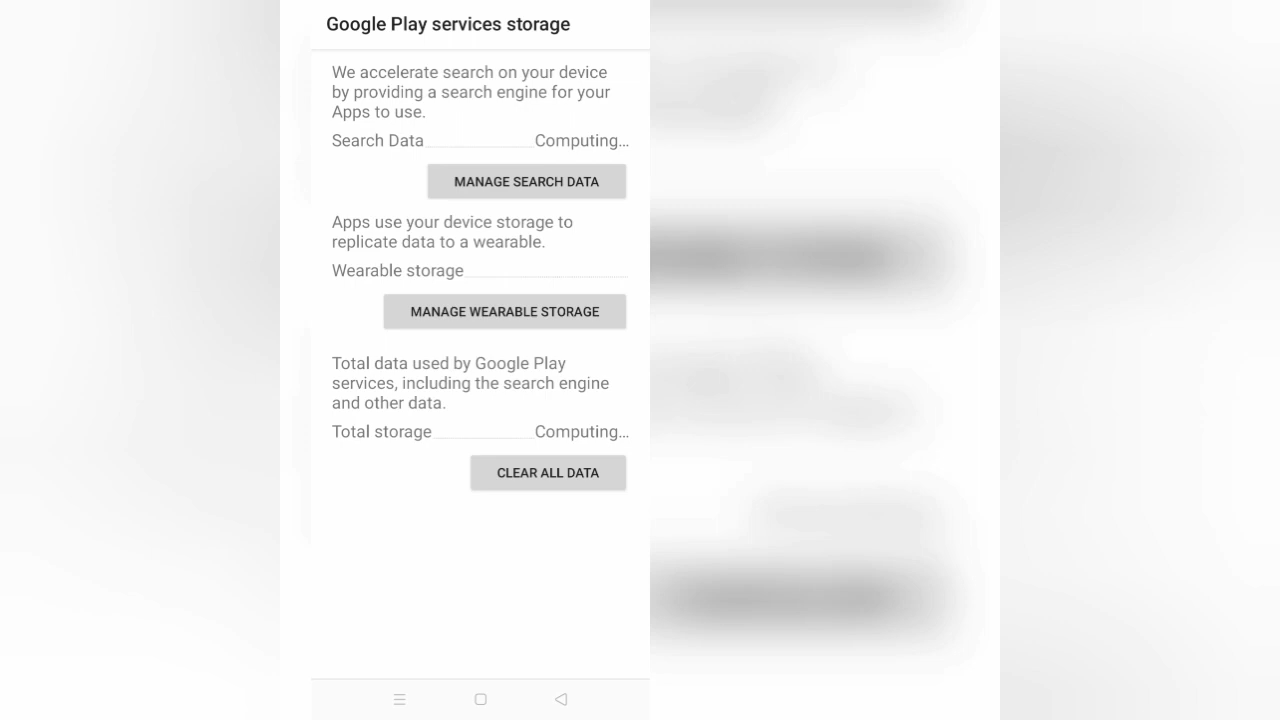 Google Play services storage
We accelerate search on your device
by providing a search engine for your
Apps to use.
Search Data Computing...
MANAGE SEARCH DATA
Apps use your device storage to
replicate data to a wearable.
Wearable storage
MANAGE WEARABLE STORAGE
Total data used by Google Play
services, including the search engine
and other data.
Total storage Computing...
CLEAR ALL DATA